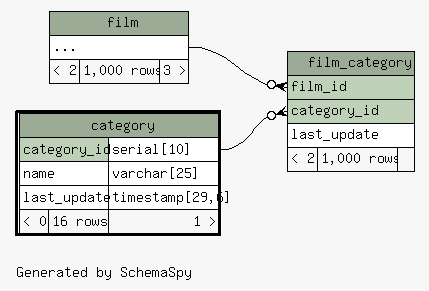 film
...
< 2 1,000 rows 3 >
film_category
film_id
category_id
last_update
< 2 1,000 rows
category
category_id serial[10]
name varchar[25]
last_update timestamp[29,6]
< 0 16 rows 1 >
Generated by SchemaSpy